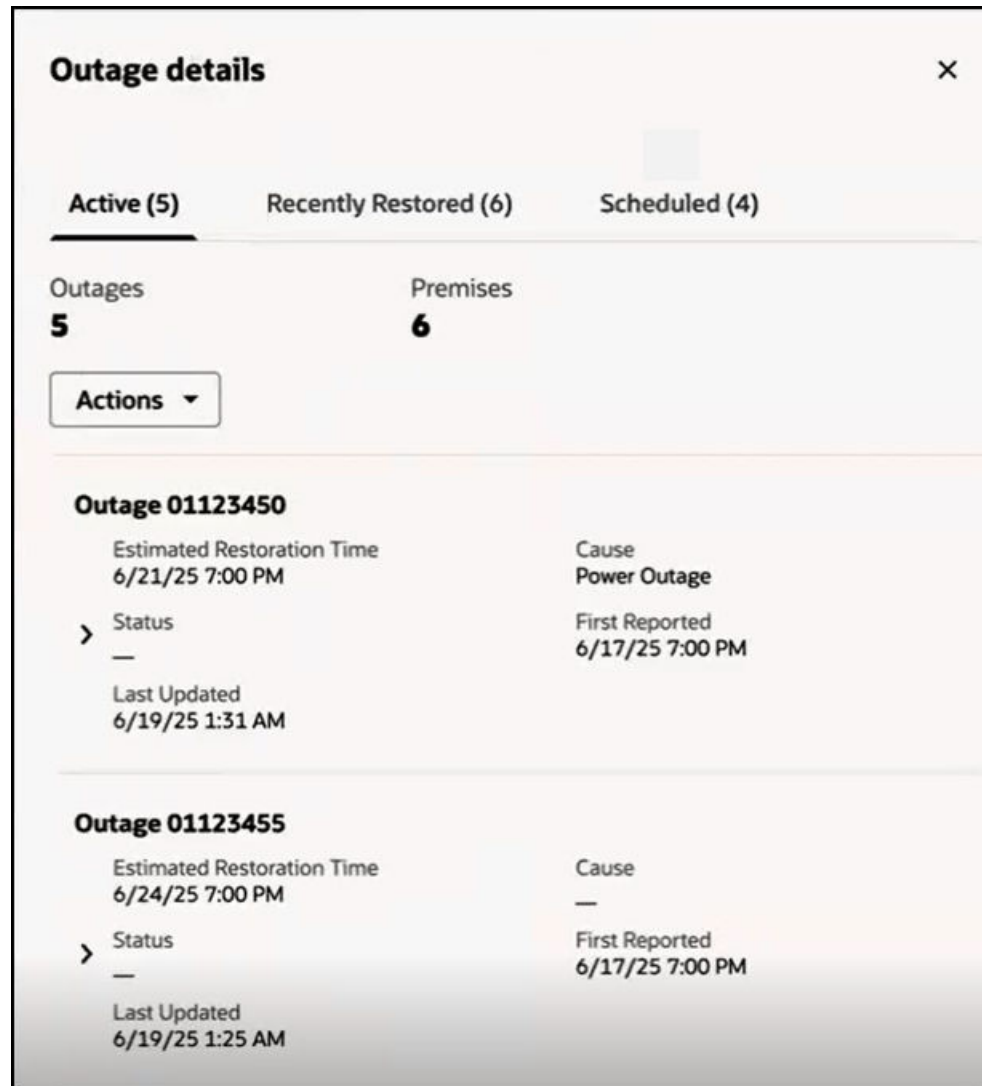 Outage details
Active (5) Recently Restored (6) Scheduled (4)
Outages Premises
5 6
Actions
Outage 01123450
Estimated Restoration Time Cause
6/21/25 7:00 PM Power Outage
Status First Reported
— 6/17/25 7:00 PM
Last Updated
6/19/25 1:31 AM
Outage 01123455
Estimated Restoration Time Cause
6/24/25 7:00 PM —
Status First Reported
— 6/17/25 7:00 PM
Last Updated
6/19/25 1:25 AM